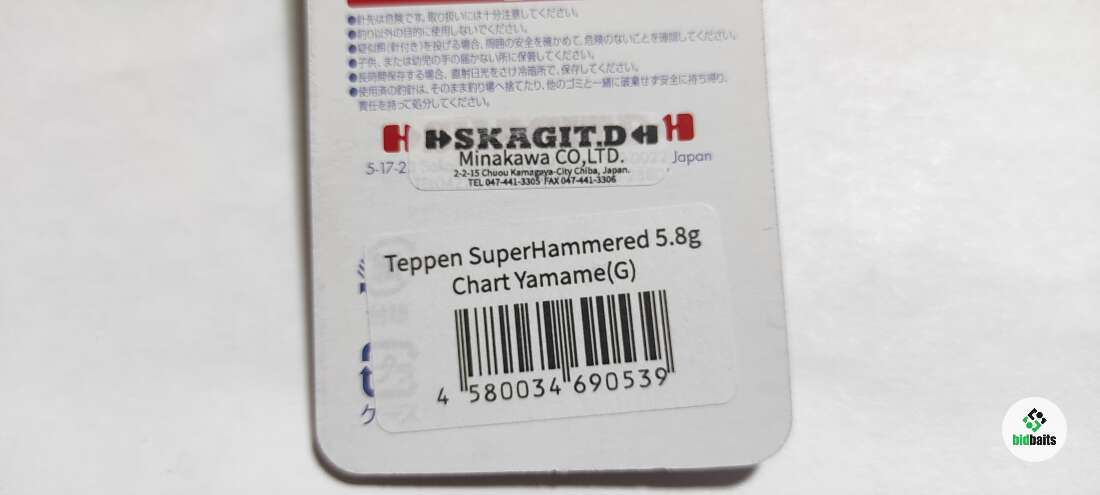 ●針先は危険です。取り扱いには十分注意してください。
●釣り以外の目的に使用しないでください。
●疑似餌(針付き)を投げる場合、周囲の安全を確かめて、危険のないことを確認してください。
●子供、または幼児の手の届かない所に保管してください。
●長時間保存する場合、直射日光をさけ冷暗所で、保存してください。
●使用済の釣針は、そのまま釣り場へ捨てたり、他のゴミと一緒に放棄せず安全に持ち帰り、
責任を持って処分してください。
SKAGIT.D
5-17-2 Minakawa CO,LTD. Japan
2-2-15 Chuou Kamagaya-City Chiba, Japan.
TEL 047-441-3305 FAX 047-441-3306
Teppen SuperHammered 5.8g
Chart Yamame(G)
4 580034 690539
bidbaits